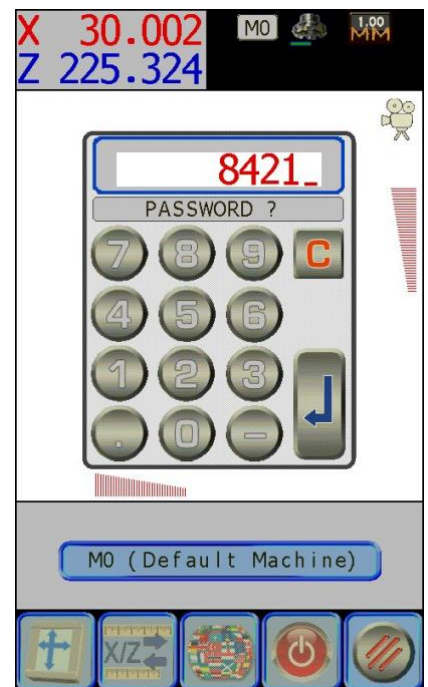 X 30.002 M0 1.00 MM
Z 225.324
8421_
PASSWORD ?
7 8 9 C
4 5 6
1 2 3
. 0 -
M0 (Default Machine)
X/Z